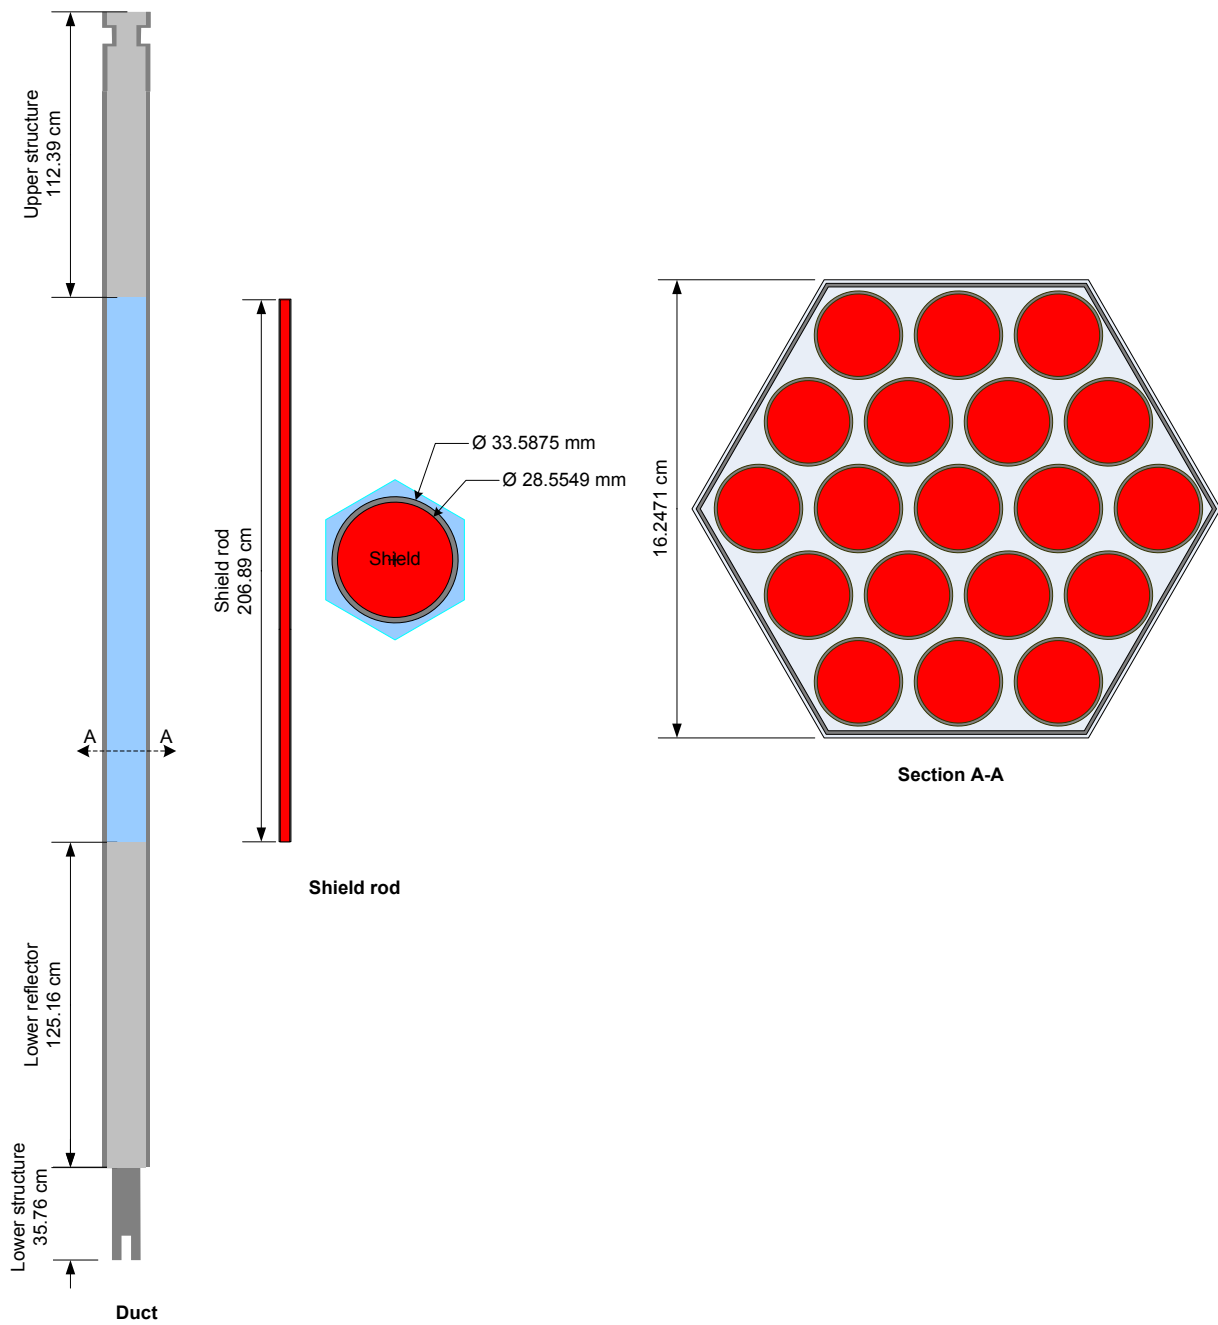 Upper structure
112.39 cm
Ø 33.5875 mm
Ø 28.5549 mm
Shield
Shield rod
206.89 cm
16.2471 cm
A
A
Section A-A
Shield rod
Lower reflector
125.16 cm
Lower structure
35.76 cm
Duct